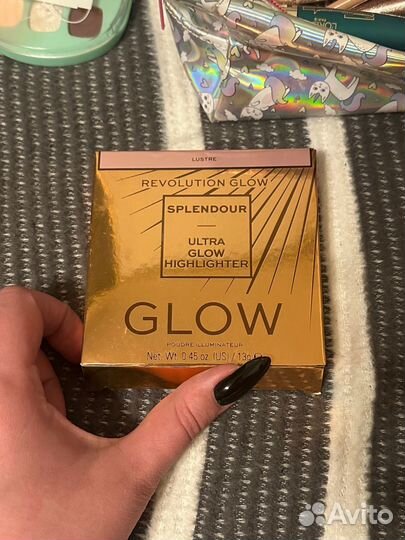 LUSTRE
REVOLUTION GLOW
SPLENDOUR
ULTRA
GLOW
HIGHLIGHTER
GLOW
POUDRE ILLUMINATEUR
Net. Wt. 0.45 oz. (US) / 13g e
Avito